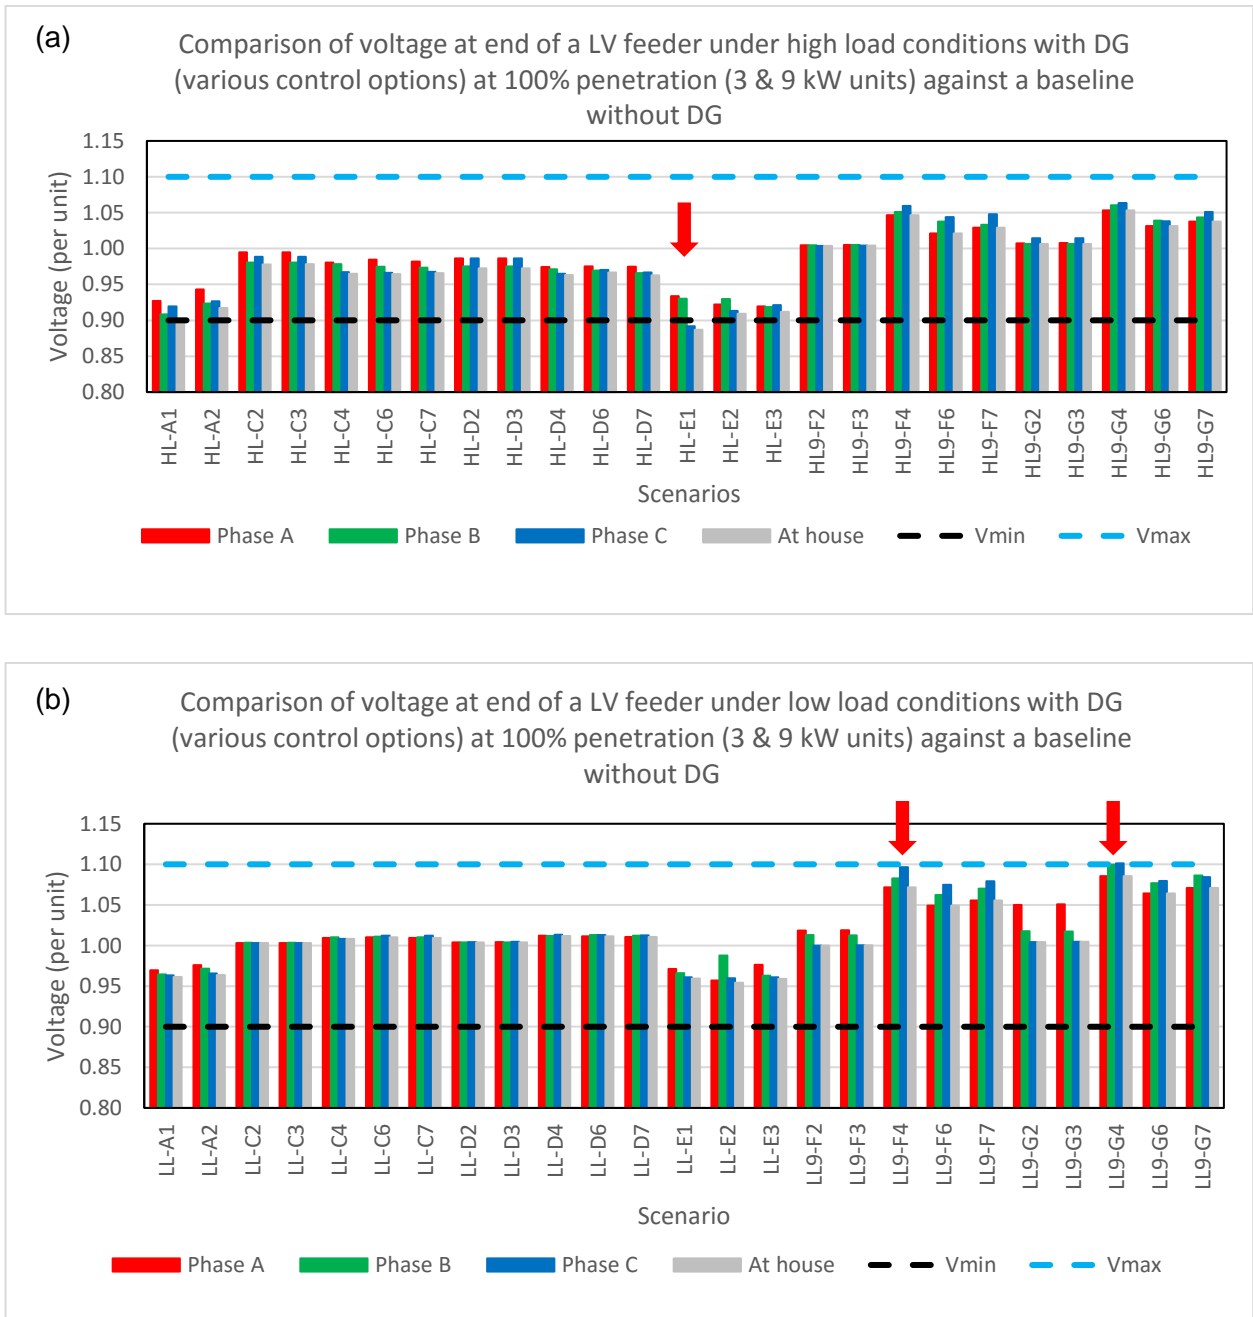 (a)
Comparison of voltage at end of a LV feeder under high load conditions with DG
(various control options) at 100% penetration (3 & 9 kW units) against a baseline
without DG
Voltage (per unit)
1.15
1.10
1.05
1.00
0.95
0.90
0.85
0.80
HL-A1
HL-A2
HL-C2
HL-C3
HL-C4
HL-C6
HL-C7
HL-D2
HL-D3
HL-D4
HL-D6
HL-D7
HL-E1
HL-E2
HL-E3
HL9-F2
HL9-F3
HL9-F4
HL9-F6
HL9-F7
HL9-G2
HL9-G3
HL9-G4
HL9-G6
HL9-G7
Scenarios
Phase A Phase B Phase C At house Vmin Vmax
(b)
Comparison of voltage at end of a LV feeder under low load conditions with DG
(various control options) at 100% penetration (3 & 9 kW units) against a baseline
without DG
Voltage (per unit)
1.15
1.10
1.05
1.00
0.95
0.90
0.80
LL-A1
LL-A2
LL-C2
LL-C3
LL-C4
LL-C6
LL-C7
LL-D2
LL-D3
LL-D4
LL-D6
LL-D7
LL-E1
LL-E2
LL-E3
LL9-F2
LL9-F3
LL9-F4
LL9-F6
LL9-F7
LL9-G2
LL9-G3
LL9-G4
LL9-G6
LL9-G7
Scenario
Phase A Phase B Phase C At house Vmin Vmax